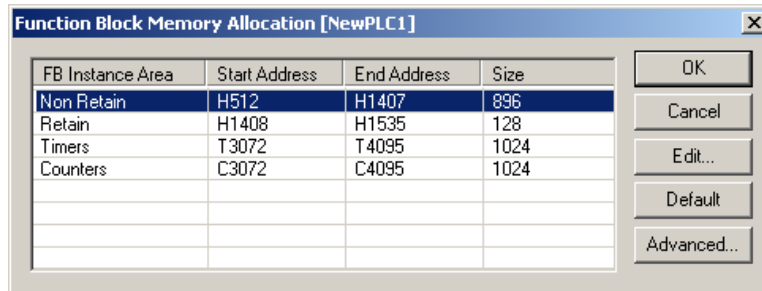 Function Block Memory Allocation [NewPLC1]
FB Instance Area Start Address End Address Size
Non Retain H512 H1407 896
Retain H1408 H1535 128
Timers T3072 T4095 1024
Counters C3072 C4095 1024
OK
Cancel
Edit...
Default
Advanced...